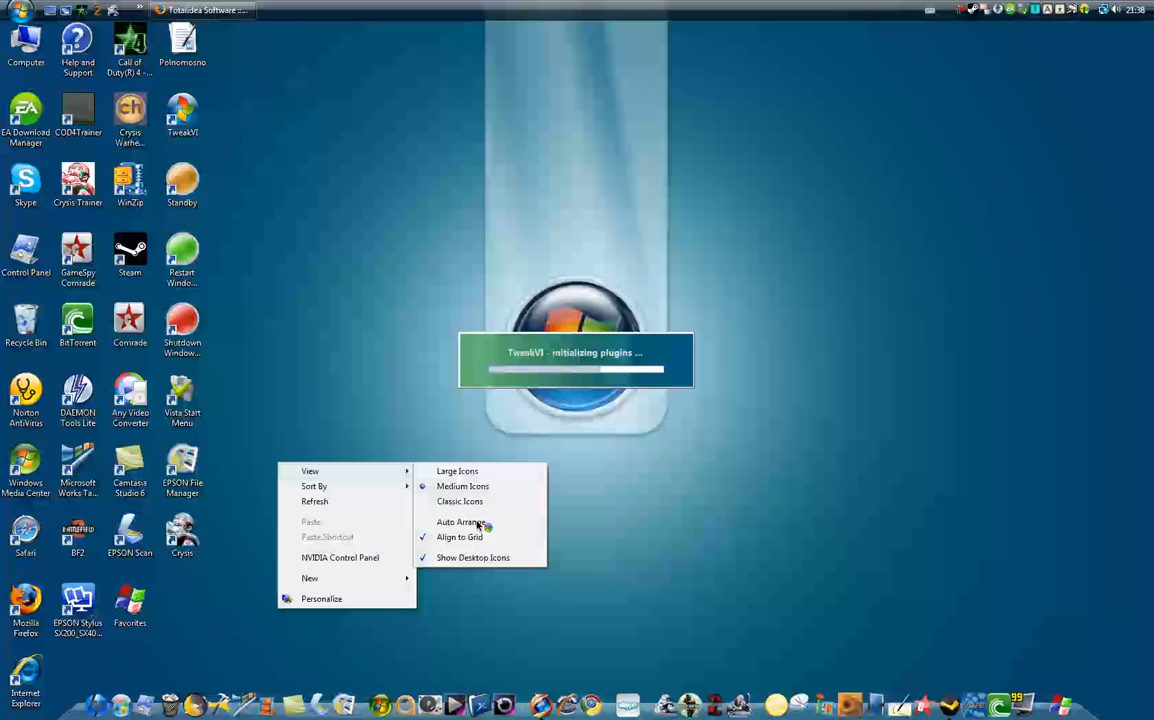 Totalidea Software ::...
21:38
Computer
Help and Support
Call of Duty(R) 4 - ...
Polnomosno
EA Download Manager
COD4Trainer
Crysis Warhe...
TweakVI
Skype
Crysis Trainer
WinZip
Standby
Control Panel
GameSpy Comrade
Steam
Restart Windo...
Recycle Bin
BitTorrent
Comrade
Shutdown Window...
Norton AntiVirus
DAEMON Tools Lite
Any Video Converter
Vista Start Menu
Windows Media Center
Microsoft Works Ta...
Camtasia Studio 6
EPSON File Manager
Safari
BF2
EPSON Scan
Crysis
Mozilla Firefox
EPSON Stylus SX200_SX40...
Favorites
Internet Explorer
TweakVI - initializing plugins ...
View
Sort By
Refresh
Paste
Paste Shortcut
NVIDIA Control Panel
New
Personalize
Large Icons
Medium Icons
Classic Icons
Auto Arrange
Align to Grid
Show Desktop Icons
99